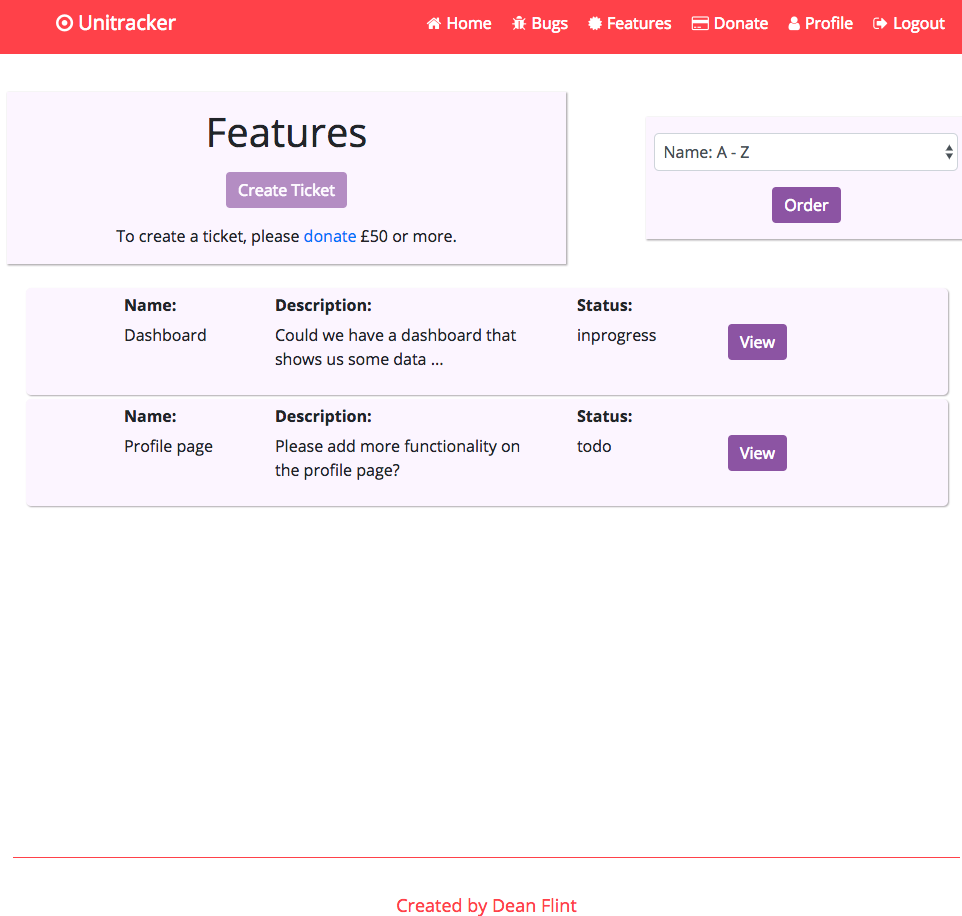 Unitracker Home Bugs Features Donate Profile Logout
Features
Create Ticket
To create a ticket, please donate £50 or more.
Name: A - Z
Order
Name: Description: Status:
Dashboard Could we have a dashboard that inprogress View
shows us some data ...
Name: Description: Status:
Profile page Please add more functionality on todo View
the profile page?
Created by Dean Flint